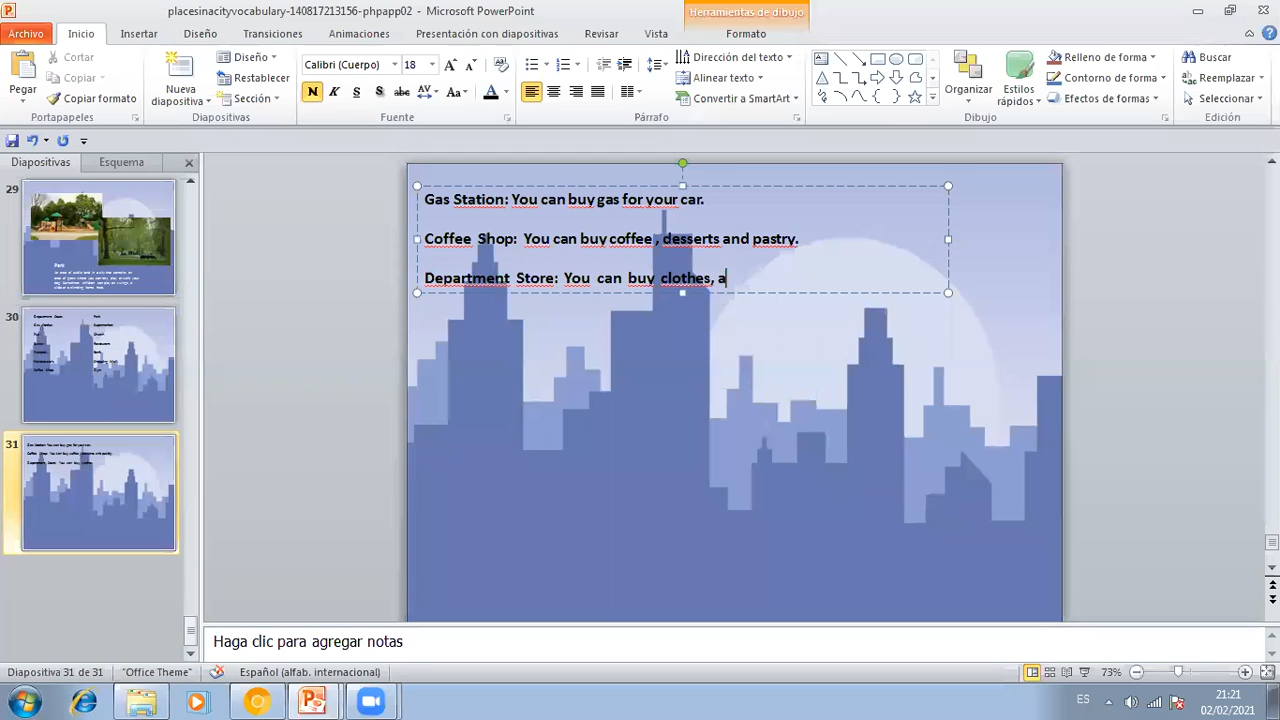 placesinacityvocabulary-140817213156-phpapp02 - Microsoft PowerPoint
Herramientas de dibujo
Archivo Inicio Insertar Diseño Transiciones Animaciones Presentación con diapositivas Revisar Vista Formato
Pegar
Cortar
Copiar
Copiar formato
Portapapeles
Nueva diapositiva
Diseño
Restablecer
Sección
Diapositivas
Calibri (Cuerpo) 18
N K S S abc AV Aa A
Fuente
Dirección del texto
Alinear texto
Convertir a SmartArt
Párrafo
Organizar
Estilos rápidos
Relleno de forma
Contorno de forma
Efectos de formas
Dibujo
Buscar
Reemplazar
Seleccionar
Edición
Diapositivas Esquema
29
Park
30
31
Gas Station: You can buy gas for your car.
Coffee Shop: You can buy coffee , desserts and pastry.
Department Store: You can buy clothes, a
Haga clic para agregar notas
Diapositiva 31 de 31 "Office Theme" Español (alfab. internacional) 73%
ES 21:21
02/02/2021